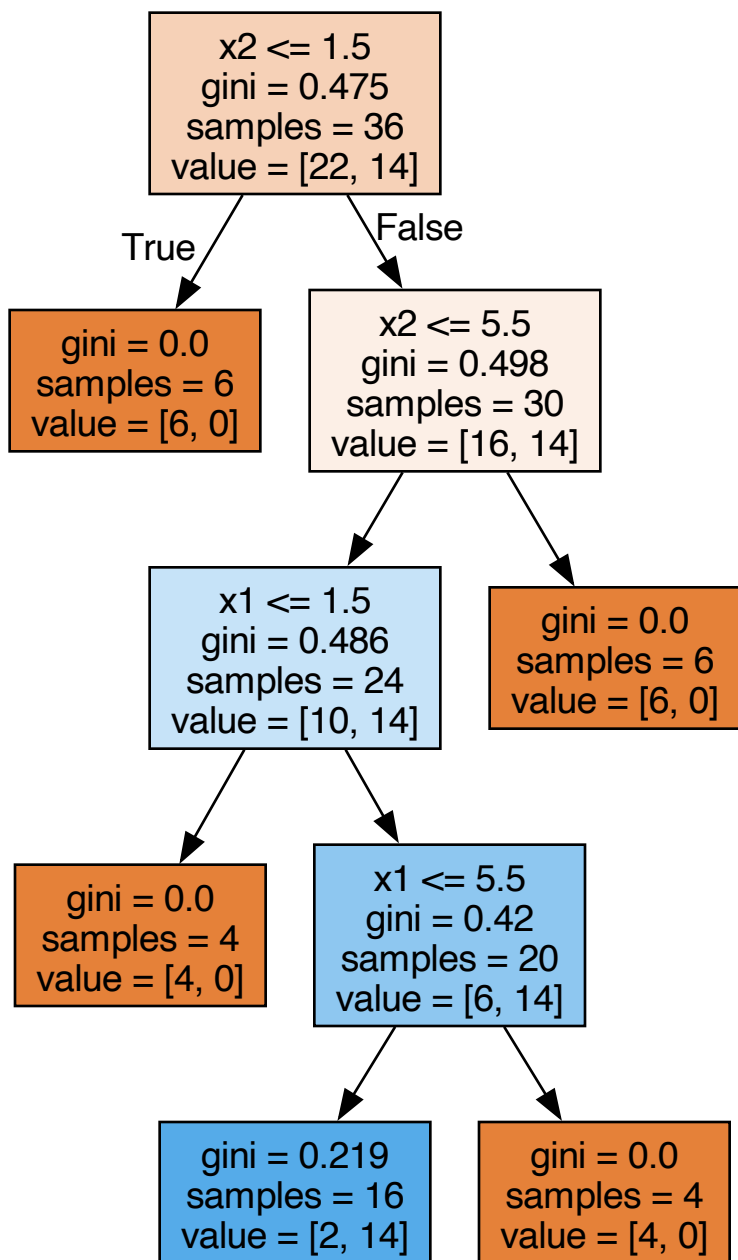 x2 <= 1.5
gini = 0.475
samples = 36
value = [22, 14]
True
False
gini = 0.0
samples = 6
value = [6, 0]
x2 <= 5.5
gini = 0.498
samples = 30
value = [16, 14]
x1 <= 1.5
gini = 0.486
samples = 24
value = [10, 14]
gini = 0.0
samples = 6
value = [6, 0]
gini = 0.0
samples = 4
value = [4, 0]
x1 <= 5.5
gini = 0.42
samples = 20
value = [6, 14]
gini = 0.219
samples = 16
value = [2, 14]
gini = 0.0
samples = 4
value = [4, 0]